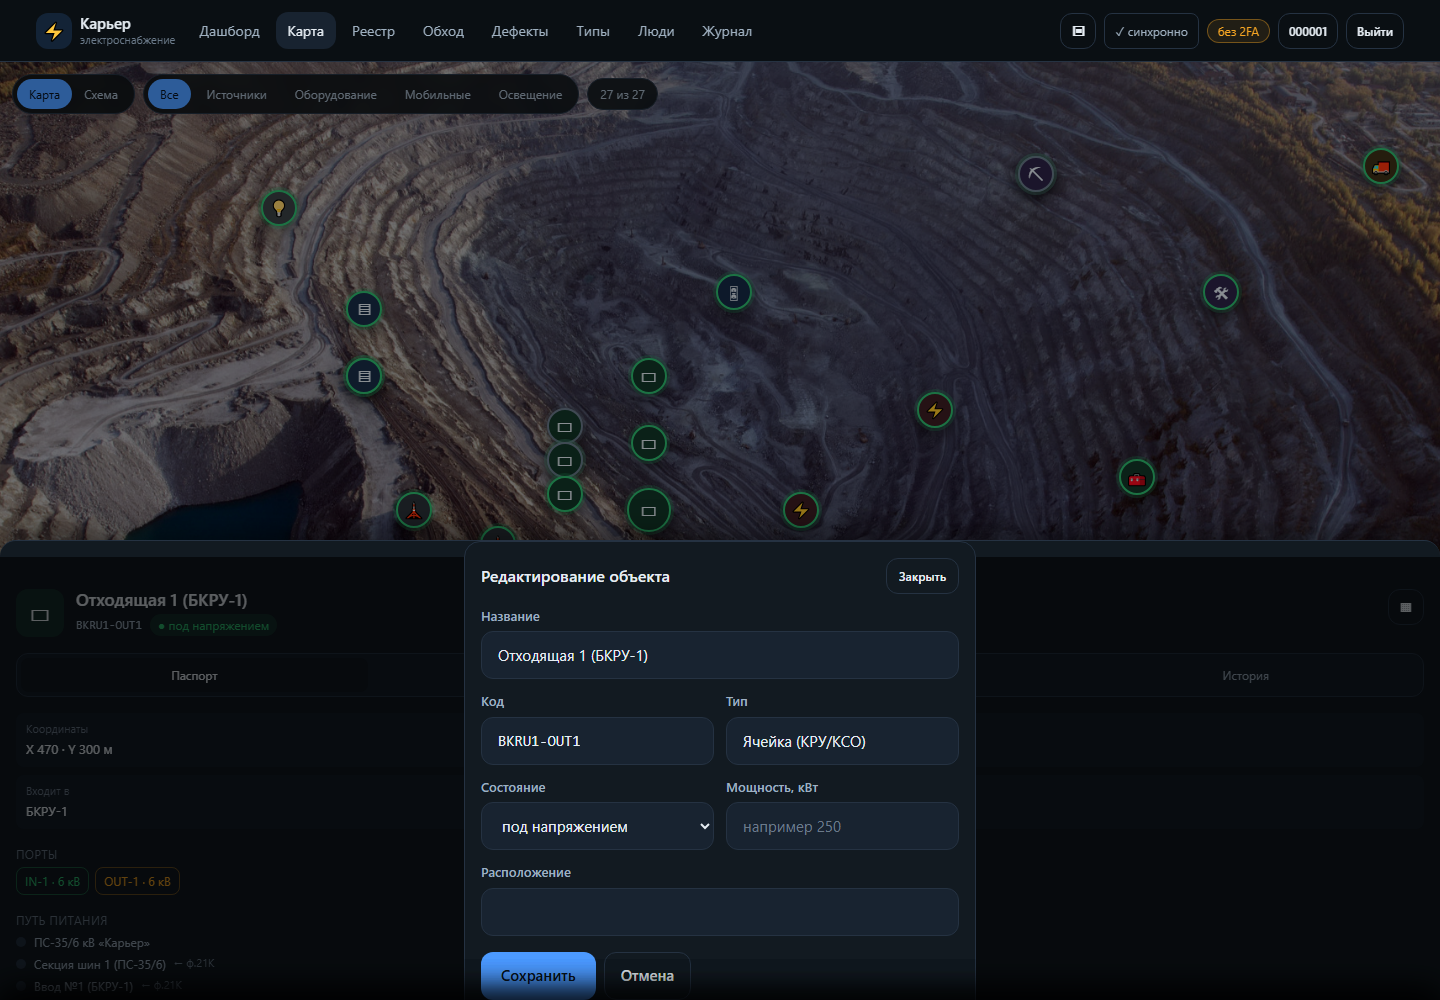 Карьер
электроснабжение
Дашборд
Карта
Реестр
Обход
Дефекты
Типы
Люди
Журнал
✓ синхронно
без 2FA
000001
Выйти
Карта
Схема
Все
Источники
Оборудование
Мобильные
Освещение
27 из 27
Редактирование объекта
Закрыть
Название
Отходящая 1 (БКРУ-1)
Код
Тип
BKRU1-OUT1
Ячейка (КРУ/КСО)
Состояние
Мощность, кВт
под напряжением
например 250
Расположение
Сохранить
Отмена
Отходящая 1 (БКРУ-1)
BKRU1-OUT1
● под напряжением
Паспорт
История
Координаты
X 470 · Y 300 м
Входит в
БКРУ-1
ПОРТЫ
IN-1 · 6 кВ
OUT-1 · 6 кВ
ПУТЬ ПИТАНИЯ
ПС-35/6 кВ «Карьер»
Секция шин 1 (ПС-35/6) ← ф.21К
Ввод №1 (БКРУ-1) ← ф.21К